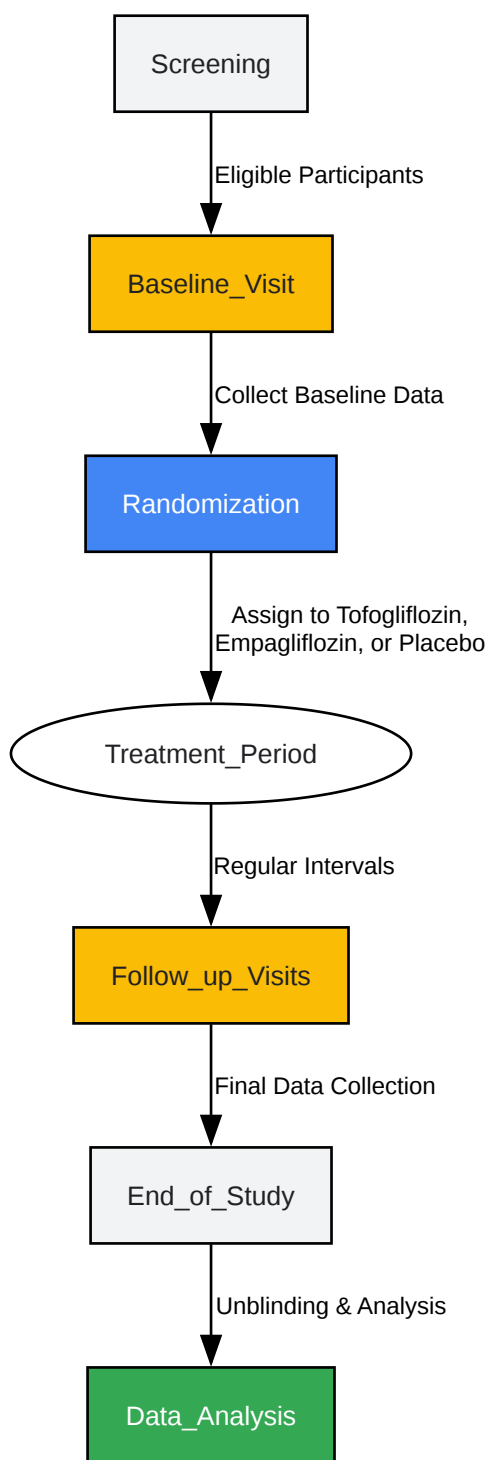 Screening
Eligible Participants
Baseline_Visit
Collect Baseline Data
Randomization
Assign to Tofogliflozin,
Empagliflozin, or Placebo
Treatment_Period
Regular Intervals
Follow_up_Visits
Final Data Collection
End_of_Study
Unblinding & Analysis
Data_Analysis